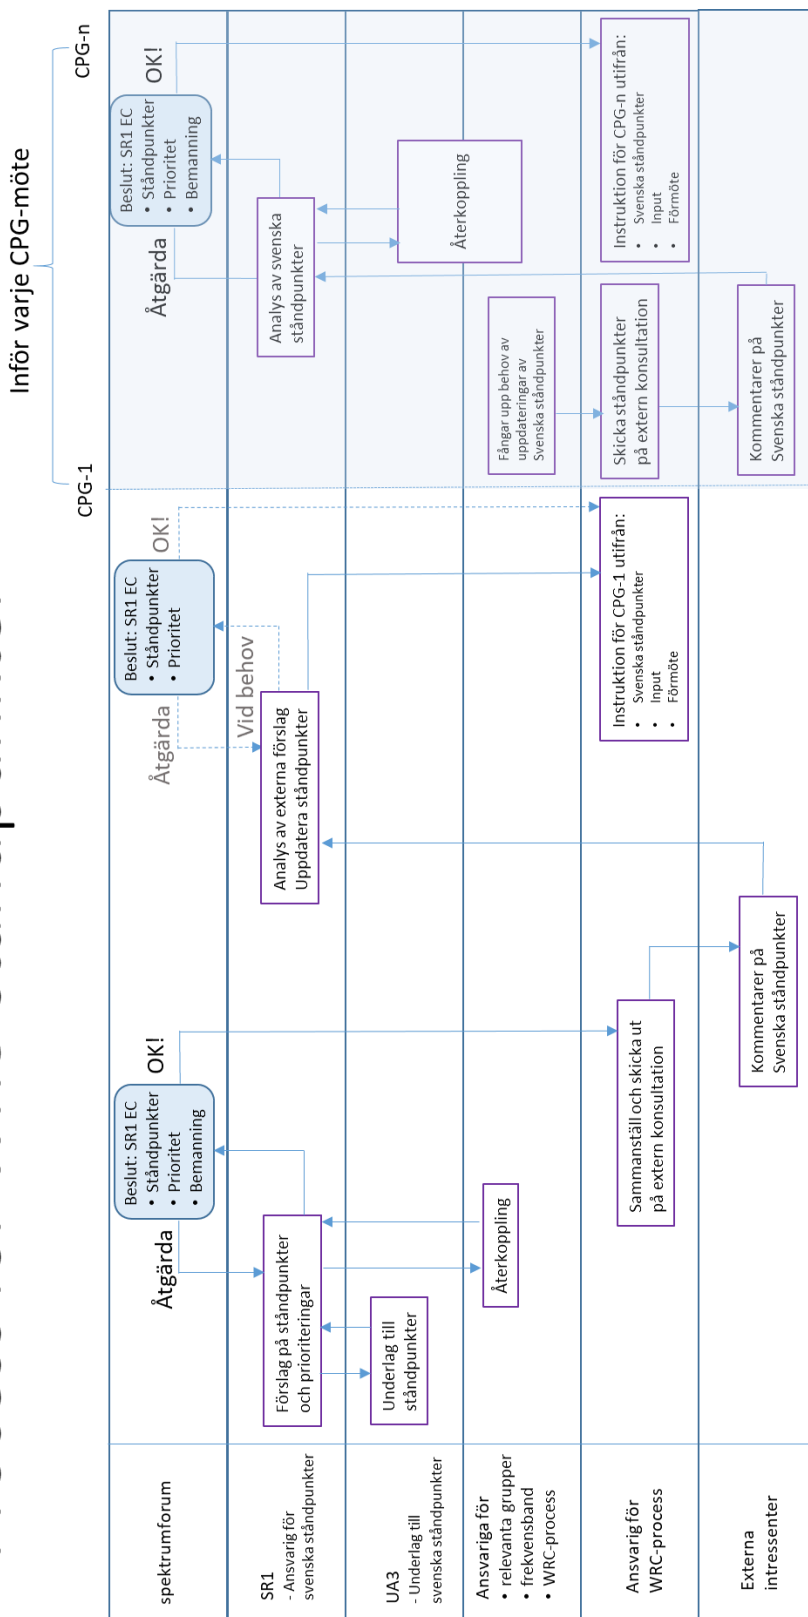 Inför varje CPG-möte
CPG-1
CPG-n
spektrumforum
Åtgärda
Beslut: SR1 EC
• Ståndpunkter
• Prioritet
• Bemanning
OK!
Åtgärda
Beslut: SR1 EC
• Ståndpunkter
• Prioritet
OK!
Åtgärda
Beslut: SR1 EC
• Ståndpunkter
• Prioritet
• Bemanning
OK!
SR1
- Ansvarig för
svenska ståndpunkter
Förslag på ståndpunkter
och prioriteringar
Vid behov
Analys av externa förslag
Uppdatera ståndpunkter
Analys av svenska
ståndpunkter
UA3
- Underlag till
svenska ståndpunkter
Underlag till
ståndpunkter
Återkoppling
Ansvariga för
• relevanta grupper
• frekvensband
• WRC-process
Återkoppling
Fångar upp behov av
uppdateringar av
Svenska ståndpunkter
Ansvarig för
WRC-process
Sammanställ och skicka ut
på extern konsultation
Instruktion för CPG-1 utifrån:
• Svenska ståndpunkter
• Input
• Förmöte
Skicka ståndpunkter
på extern konsultation
Instruktion för CPG-n utifrån:
• Svenska ståndpunkter
• Input
• Förmöte
Externa
intressenter
Kommentarer på
Svenska ståndpunkter
Kommentarer på
Svenska ståndpunkter